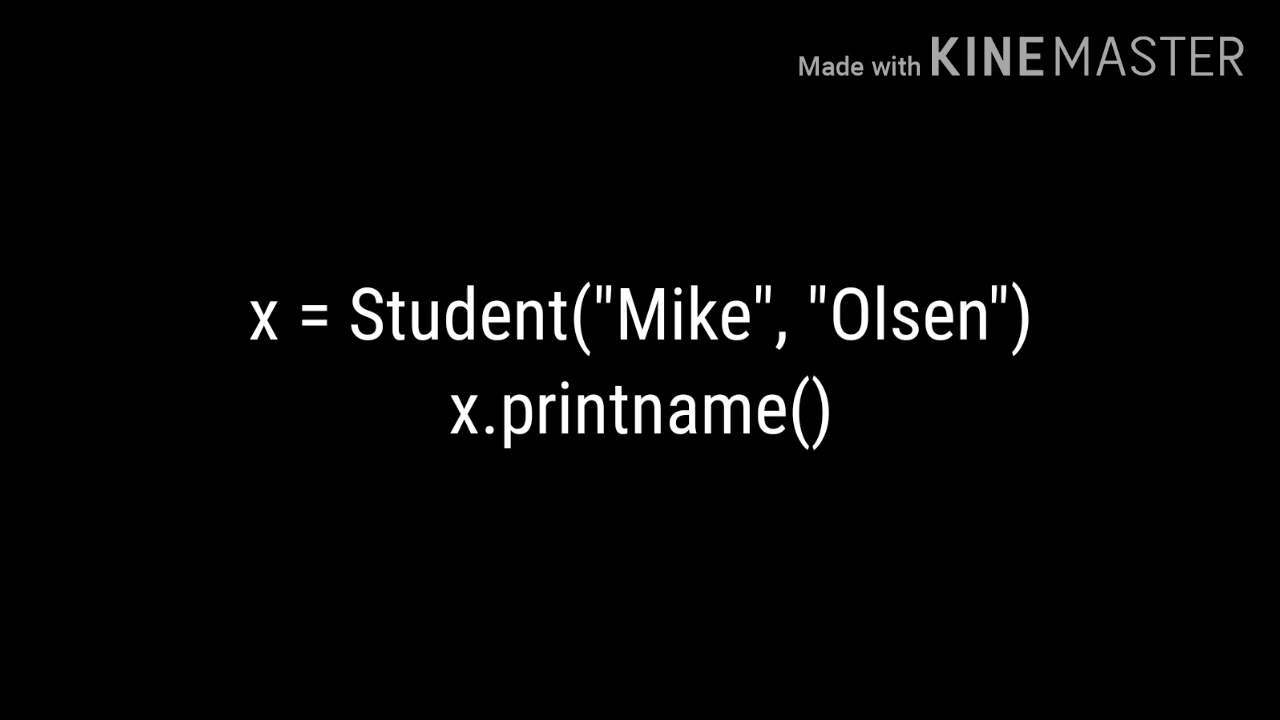 Made with KINEMASTER
x = Student("Mike", "Olsen")
x.printname()